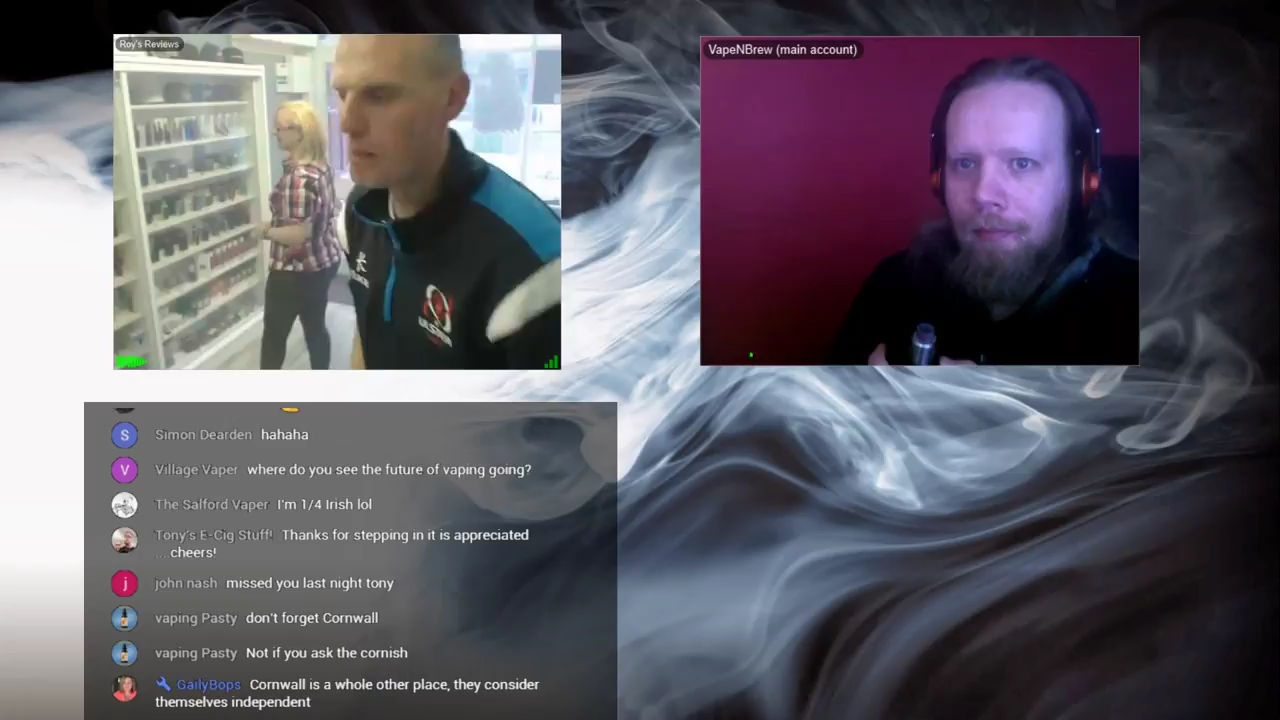 Roy's Reviews
VapeNBrew (main account)
ULSTER
S Simon Dearden hahaha
V Village Vaper where do you see the future of vaping going?
The Salford Vaper I'm 1/4 Irish lol
Tony's E-Cig Stuff! Thanks for stepping in it is appreciated
... cheers!
j john nash missed you last night tony
vaping Pasty don't forget Cornwall
vaping Pasty Not if you ask the cornish
GailyBops Cornwall is a whole other place, they consider
themselves independent